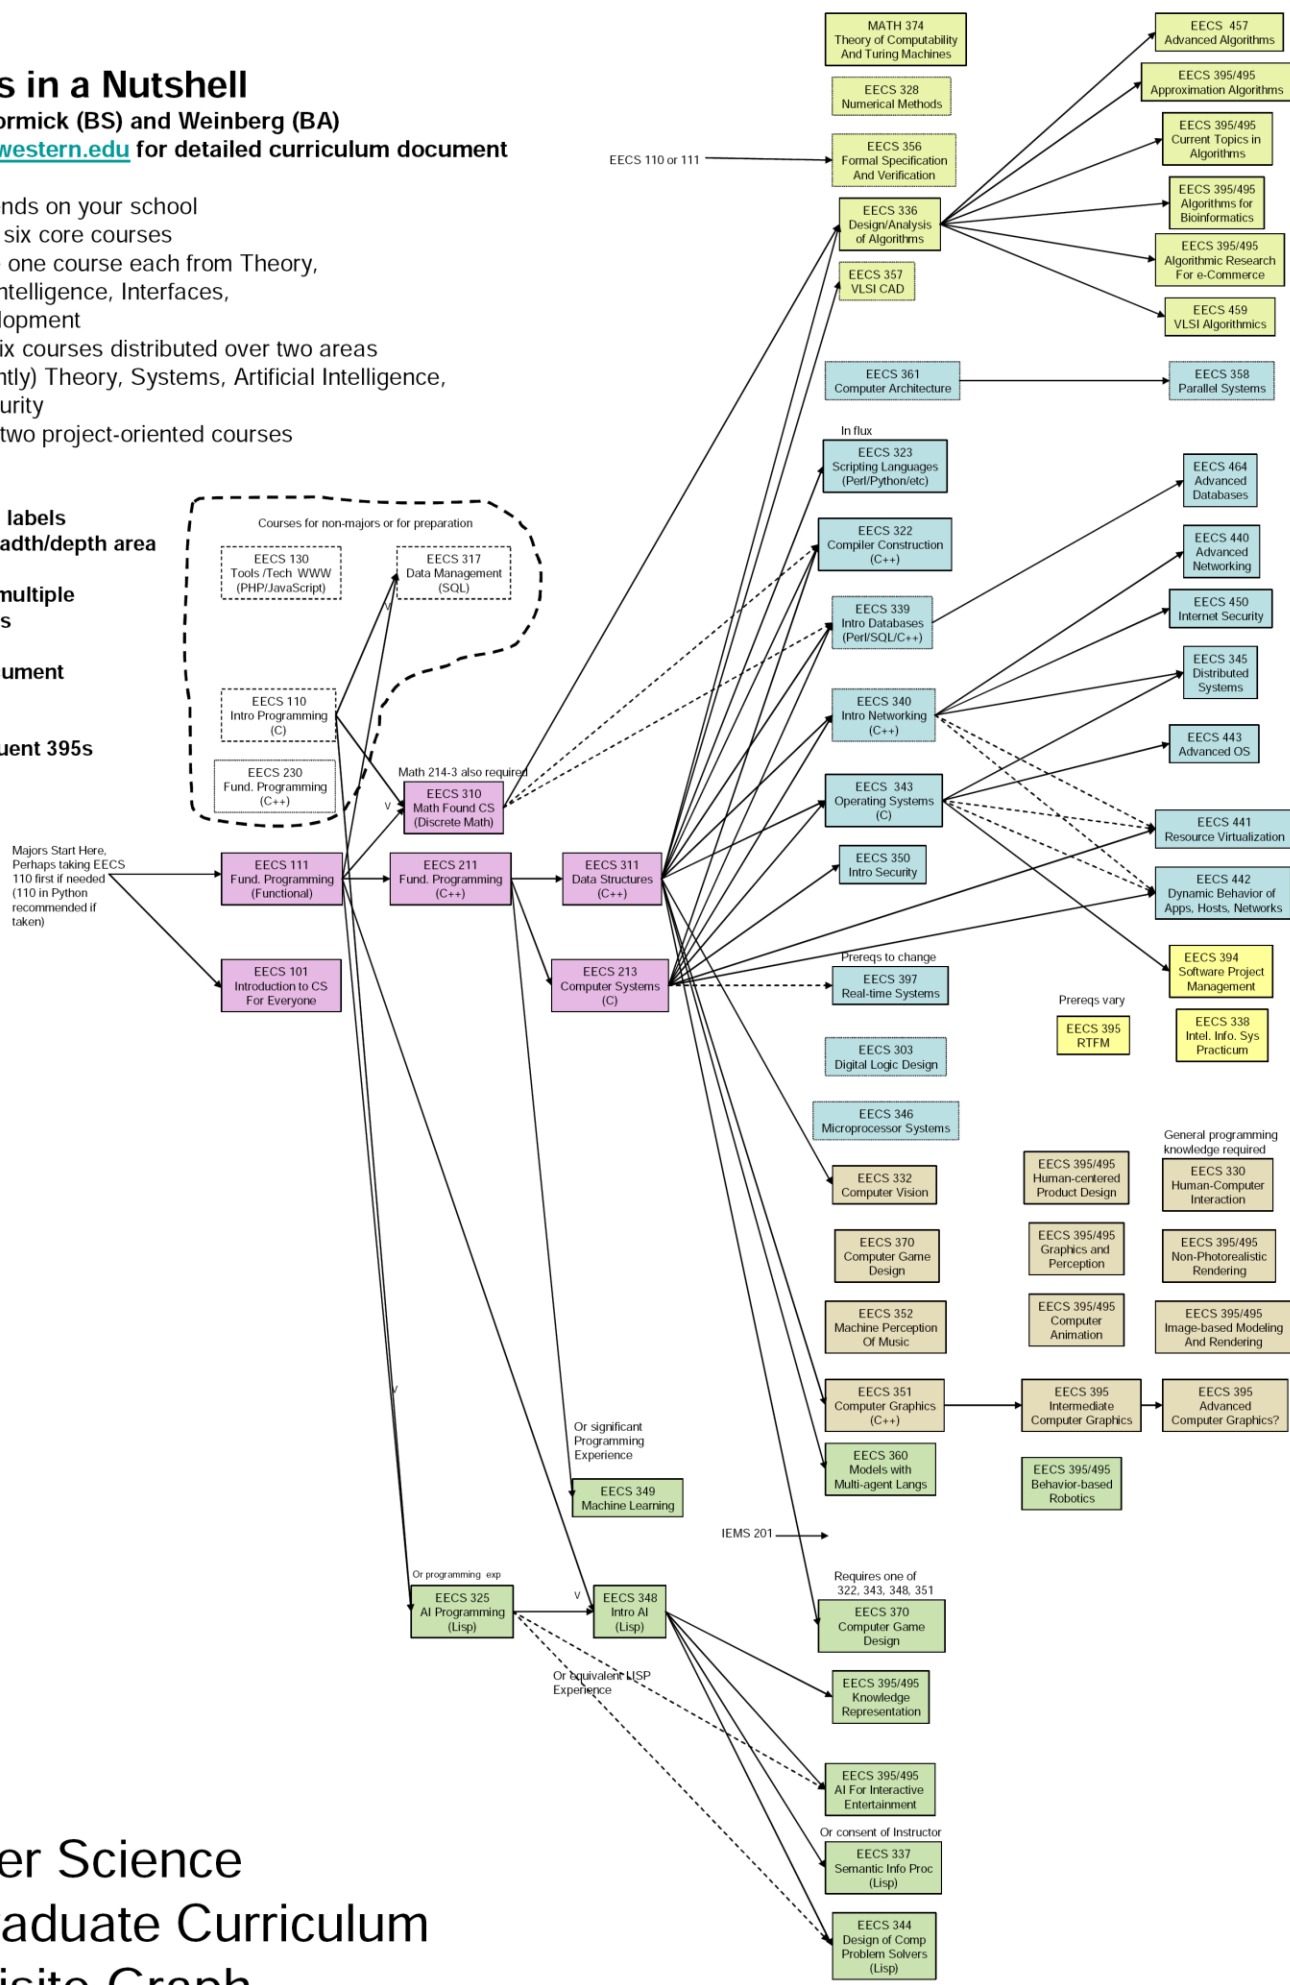 s in a Nutshell
ormick (BS) and Weinberg (BA)
western.edu for detailed curriculum document
ends on your school
six core courses
one course each from Theory,
ntelligence, Interfaces,
lopment
ix courses distributed over two areas
ntly) Theory, Systems, Artificial Intelligence,
urity
two project-oriented courses
labels
adth/depth area
multiple
s
ument
uent 395s
Courses for non-majors or for preparation
EECS 130
Tools /Tech WWW
(PHP/JavaScript)
EECS 317
Data Management
(SQL)
V
EECS 110
Intro Programming
(C)
EECS 230
Fund. Programming
(C++)
Math 214-3 also required
EECS 310
Math Found CS
(Discrete Math)
V
Majors Start Here,
Perhaps taking EECS
110 first if needed
(110 in Python
recommended if
taken)
EECS 111
Fund. Programming
(Functional)
EECS 211
Fund. Programming
(C++)
EECS 311
Data Structures
(C++)
EECS 101
Introduction to CS
For Everyone
EECS 213
Computer Systems
(C)
V
Or significant
Programming
Experience
EECS 349
Machine Learning
Or programming exp
EECS 325
AI Programming
(Lisp)
V
EECS 348
Intro AI
(Lisp)
Or equivalent LISP
Experience
EECS 110 or 111
MATH 374
Theory of Computability
And Turing Machines
EECS 328
Numerical Methods
EECS 356
Formal Specification
And Verification
EECS 336
Design/Analysis
of Algorithms
EECS 357
VLSI CAD
EECS 361
Computer Architecture
In flux
EECS 323
Scripting Languages
(Perl/Python/etc)
EECS 322
Compiler Construction
(C++)
EECS 339
Intro Databases
(Perl/SQL/C++)
EECS 340
Intro Networking
(C++)
EECS 343
Operating Systems
(C)
EECS 350
Intro Security
Prereqs to change
EECS 397
Real-time Systems
EECS 303
Digital Logic Design
EECS 346
Microprocessor Systems
EECS 332
Computer Vision
EECS 370
Computer Game
Design
EECS 352
Machine Perception
Of Music
EECS 351
Computer Graphics
(C++)
EECS 360
Models with
Multi-agent Langs
IEMS 201
Requires one of
322, 343, 348, 351
EECS 370
Computer Game
Design
EECS 395/495
Knowledge
Representation
EECS 395/495
AI For Interactive
Entertainment
Or consent of Instructor
EECS 337
Semantic Info Proc
(Lisp)
EECS 344
Design of Comp
Problem Solvers
(Lisp)
EECS 457
Advanced Algorithms
EECS 395/495
Approximation Algorithms
EECS 395/495
Current Topics in
Algorithms
EECS 395/495
Algorithms for
Bioinformatics
EECS 395/495
Algorithmic Research
For e-Commerce
EECS 459
VLSI Algorithmics
EECS 358
Parallel Systems
EECS 464
Advanced
Databases
EECS 440
Advanced
Networking
EECS 450
Internet Security
EECS 345
Distributed
Systems
EECS 443
Advanced OS
EECS 441
Resource Virtualization
EECS 442
Dynamic Behavior of
Apps, Hosts, Networks
EECS 394
Software Project
Management
Prereqs vary
EECS 395
RTFM
EECS 338
Intel. Info. Sys
Practicum
General programming
knowledge required
EECS 395/495
Human-centered
Product Design
EECS 330
Human-Computer
Interaction
EECS 395/495
Graphics and
Perception
EECS 395/495
Non-Photorealistic
Rendering
EECS 395/495
Computer
Animation
EECS 395/495
Image-based Modeling
And Rendering
EECS 395
Intermediate
Computer Graphics
EECS 395
Advanced
Computer Graphics?
EECS 395/495
Behavior-based
Robotics
er Science
raduate Curriculum
isite Graph